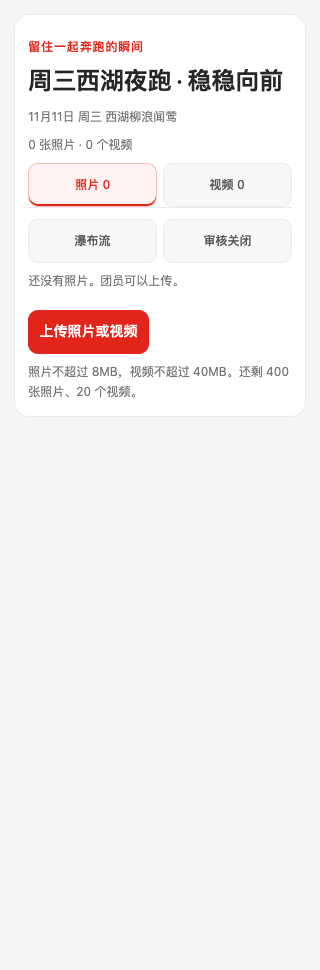 留住一起奔跑的瞬间
周三西湖夜跑 · 稳稳向前
11月11日 周三 西湖柳浪闻莺
0 张照片 · 0 个视频
照片 0
视频 0
瀑布流
审核关闭
还没有照片。团员可以上传。
上传照片或视频
照片不超过 8MB，视频不超过 40MB。还剩 400
张照片、20 个视频。